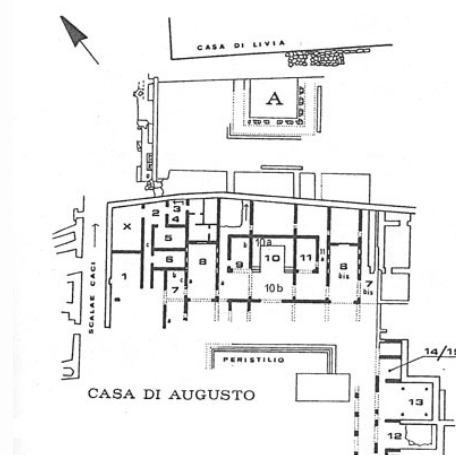 CASA DI LIVIA
A
SCALAE CACI
X
2
3
4
5
6
1
a
c
7
b
c
a
8
a
b
9
10a
10
10b
11
11
a
8
bis
7
bis
PERISTILIO
CASA DI AUGUSTO
14/15
13
12